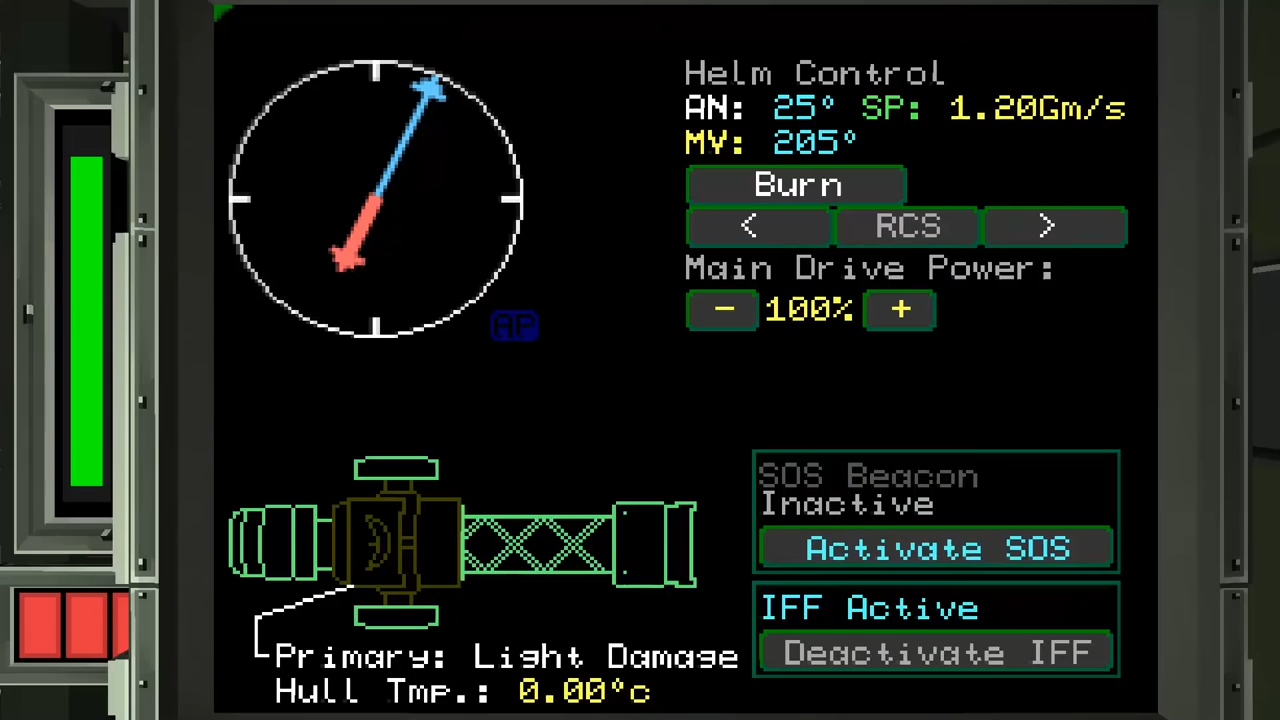 Helm Control
AN: 25° SP: 1.20Gm/s
MV: 205°
Burn
< RCS >
Main Drive Power:
- 100% +
AP
SOS Beacon
Inactive
Activate SOS
IFF Active
Deactivate IFF
Primary: Light Damage
Hull Tmp.: 0.00°c